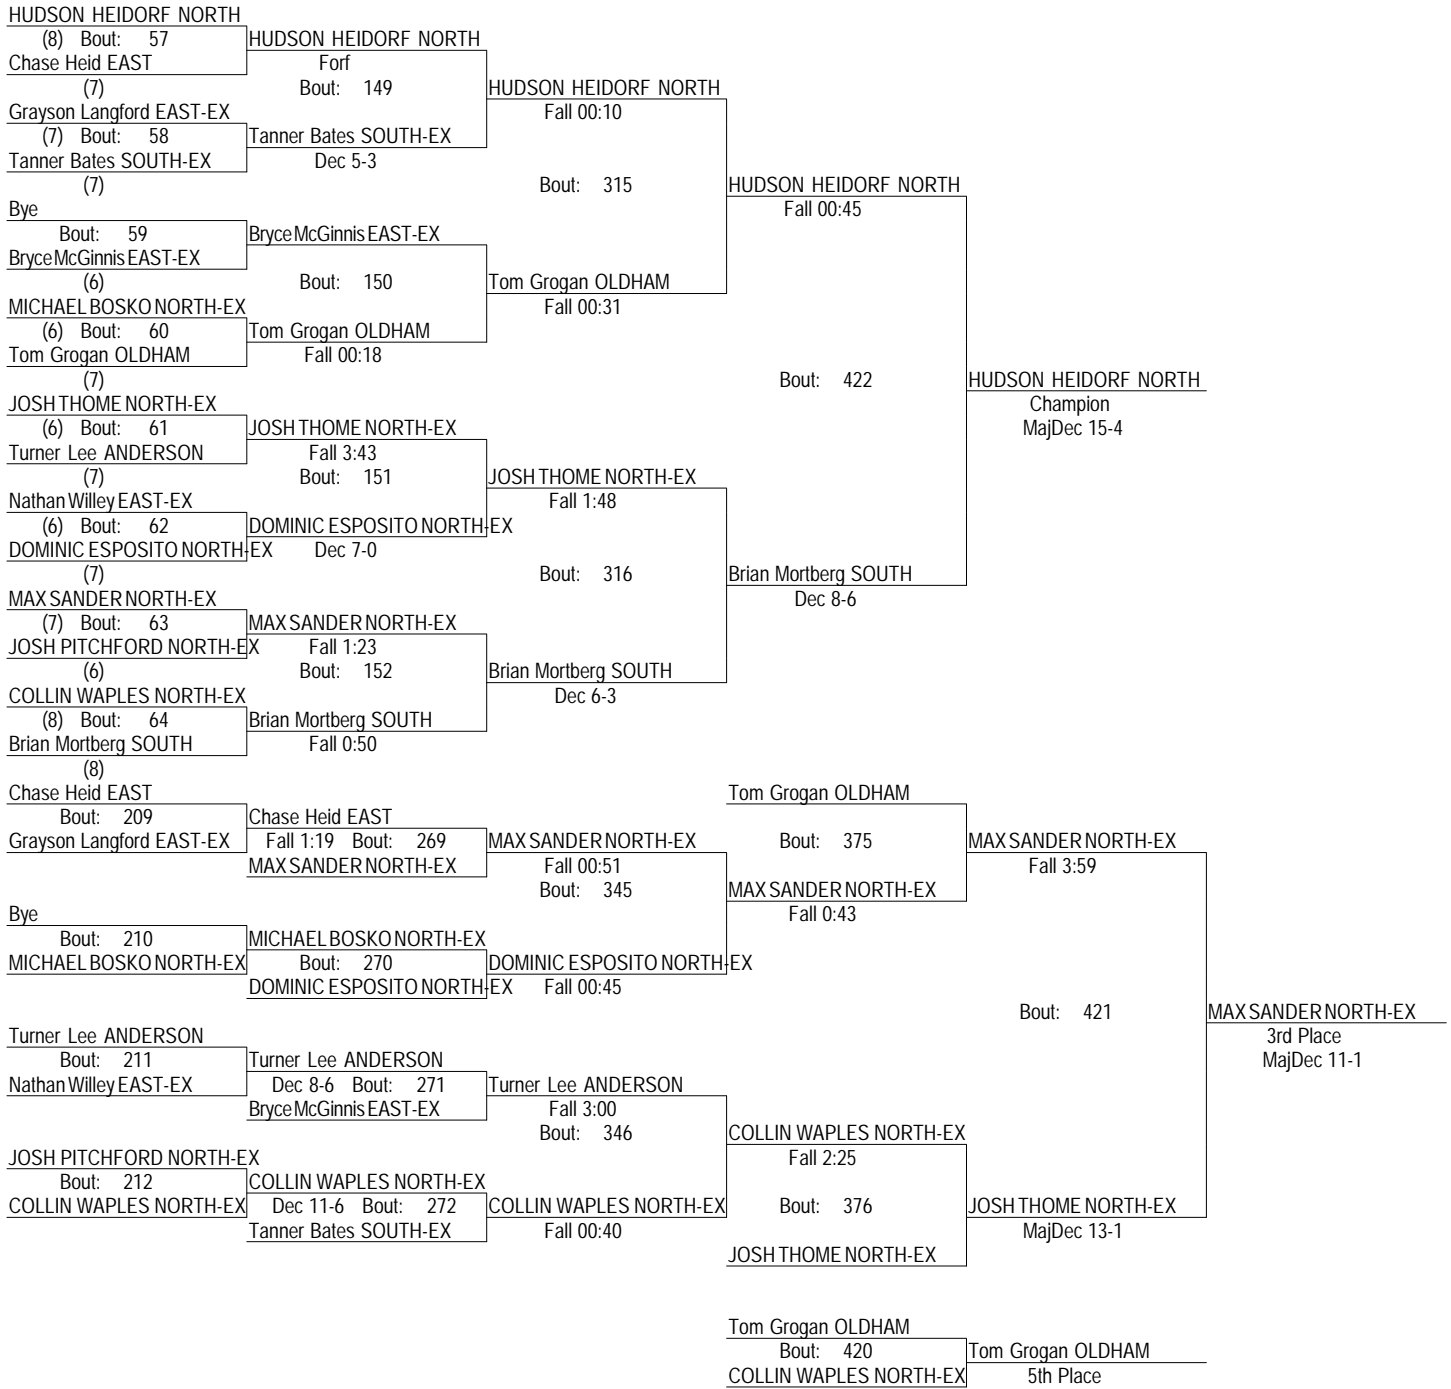 HUDSON HEIDORF NORTH
(8) Bout: 57 HUDSON HEIDORF NORTH
Chase Heid EAST Forf
(7) Bout: 149 HUDSON HEIDORF NORTH
Grayson Langford EAST-EX Fall 00:10
(7) Bout: 58 Tanner Bates SOUTH-EX
Tanner Bates SOUTH-EX Dec 5-3
(7) Bout: 315 HUDSON HEIDORF NORTH
Bye Fall 00:45
Bout: 59 Bryce McGinnis EAST-EX
Bryce McGinnis EAST-EX
(6) Bout: 150 Tom Grogan OLDHAM
MICHAEL BOSKO NORTH-EX Fall 00:31
(6) Bout: 60 Tom Grogan OLDHAM
Tom Grogan OLDHAM Fall 00:18
(7) Bout: 422 HUDSON HEIDORF NORTH
JOSH THOME NORTH-EX Champion
(6) Bout: 61 JOSH THOME NORTH-EX MajDec 15-4
Turner Lee ANDERSON Fall 3:43
(7) Bout: 151 JOSH THOME NORTH-EX
Nathan Willey EAST-EX Fall 1:48
(6) Bout: 62 DOMINIC ESPOSITO NORTH-EX
DOMINIC ESPOSITO NORTH-EX Dec 7-0
(7) Bout: 316 Brian Mortberg SOUTH
MAX SANDER NORTH-EX Dec 8-6
(7) Bout: 63 MAX SANDER NORTH-EX
JOSH PITCHFORD NORTH-EX Fall 1:23
(6) Bout: 152 Brian Mortberg SOUTH
COLLIN WAPLES NORTH-EX Dec 6-3
(8) Bout: 64 Brian Mortberg SOUTH
Brian Mortberg SOUTH Fall 0:50
(8)
Chase Heid EAST Tom Grogan OLDHAM
Bout: 209 Chase Heid EAST
Grayson Langford EAST-EX Fall 1:19 Bout: 269 MAX SANDER NORTH-EX Bout: 375 MAX SANDER NORTH-EX
MAX SANDER NORTH-EX Fall 00:51 Fall 3:59
Bout: 345 MAX SANDER NORTH-EX
Bye Fall 0:43
Bout: 210 MICHAEL BOSKO NORTH-EX
MICHAEL BOSKO NORTH-EX Bout: 270 DOMINIC ESPOSITO NORTH-EX
DOMINIC ESPOSITO NORTH-EX Fall 00:45
Bout: 421 MAX SANDER NORTH-EX
Turner Lee ANDERSON 3rd Place
Bout: 211 Turner Lee ANDERSON MajDec 11-1
Nathan Willey EAST-EX Dec 8-6 Bout: 271 Turner Lee ANDERSON
Bryce McGinnis EAST-EX Fall 3:00
Bout: 346 COLLIN WAPLES NORTH-EX
JOSH PITCHFORD NORTH-EX Fall 2:25
Bout: 212 COLLIN WAPLES NORTH-EX
COLLIN WAPLES NORTH-EX Dec 11-6 Bout: 272 COLLIN WAPLES NORTH-EX Bout: 376 JOSH THOME NORTH-EX
Tanner Bates SOUTH-EX Fall 00:40 MajDec 13-1
JOSH THOME NORTH-EX
Tom Grogan OLDHAM
Bout: 420 Tom Grogan OLDHAM
COLLIN WAPLES NORTH-EX 5th Place